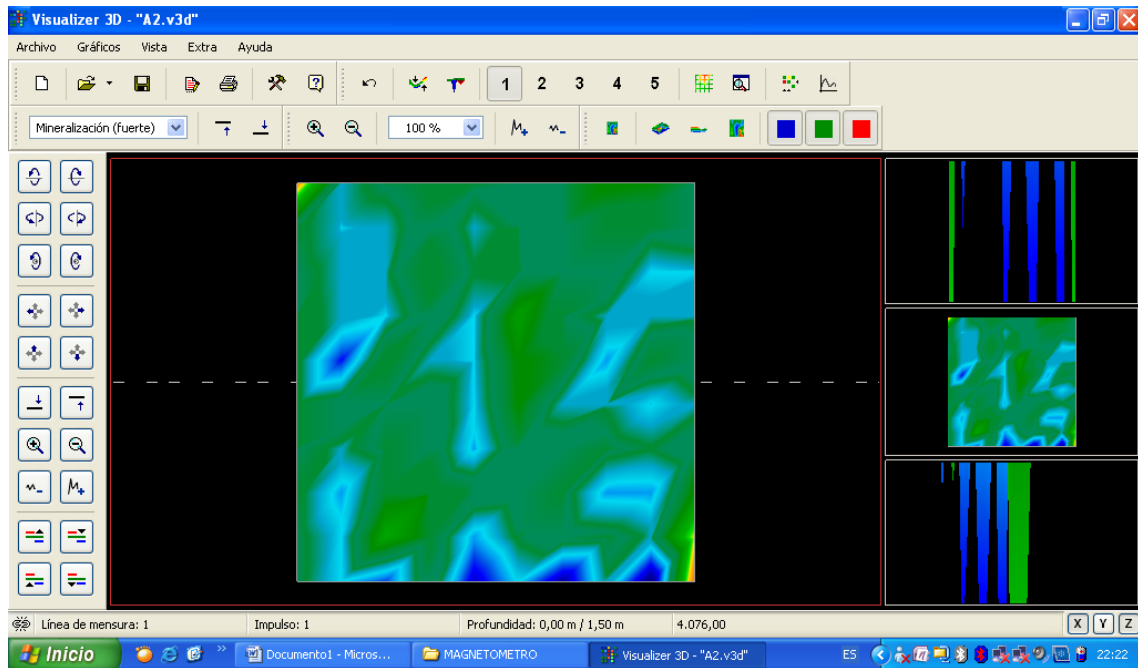 Visualizer 3D - "A2.v3d"
Archivo Gráficos Vista Extra Ayuda
1 2 3 4 5
Mineralización (fuerte) 100 %
Línea de mensura: 1 Impulso: 1 Profundidad: 0,00 m / 1,50 m 4.076,00 X Y Z
Inicio » Documento1 - Micros... MAGNETOMETRO Visualizer 3D - "A2.v3d" ES 22:22